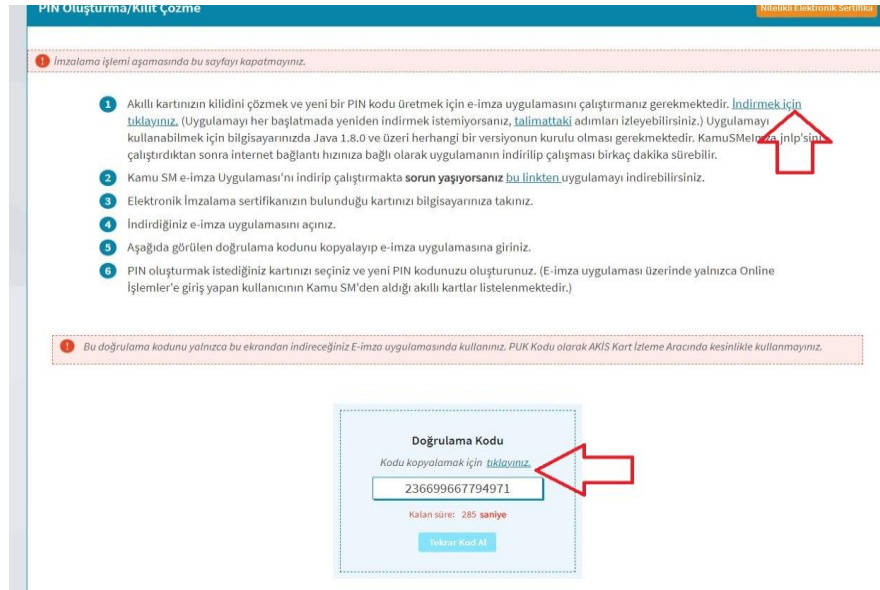 PIN Oluşturma/Kilit Çözme
Nitelikli Elektronik Sertifika
İmzalama işlemi aşamasında bu sayfayı kapatmayınız.
1 Akıllı kartınızın kilidini çözmek ve yeni bir PIN kodu üretmek için e-imza uygulamasını çalıştırmanız gerekmektedir. İndirmek için
tıklayınız. (Uygulamayı her başlatmada yeniden indirmek istemiyorsanız, talimattaki adımları izleyebilirsiniz.) Uygulamayı
kullanabilmek için bilgisayarınızda Java 1.8.0 ve üzeri herhangi bir versiyonun kurulu olması gerekmektedir. KamuSMeImza.jnlp'sini
çalıştırdıktan sonra internet bağlantı hızınıza bağlı olarak uygulamanın indirilip çalışması birkaç dakika sürebilir.
2 Kamu SM e-imza Uygulaması'nı indirip çalıştırmakta sorun yaşıyorsanız bu linkten uygulamayı indirebilirsiniz.
3 Elektronik İmzalama sertifikanızın bulunduğu kartınızı bilgisayarınıza takınız.
4 İndirdiğiniz e-imza uygulamasını açınız.
5 Aşağıda görülen doğrulama kodunu kopyalayıp e-imza uygulamasına giriniz.
6 PIN oluşturmak istediğiniz kartınızı seçiniz ve yeni PIN kodunuzu oluşturunuz. (E-imza uygulaması üzerinde yalnızca Online
İşlemler'e giriş yapan kullanıcının Kamu SM'den aldığı akıllı kartlar listelenmektedir.)
Bu doğrulama kodunu yalnızca bu ekrandan indireceğiniz E-imza uygulamasında kullanınız. PUK Kodu olarak AKİS Kart İzleme Aracında kesinlikle kullanmayınız.
Doğrulama Kodu
Kodu kopyalamak için tıklayınız.
236699667794971
Kalan süre: 285 saniye
Tekrar Kod Al